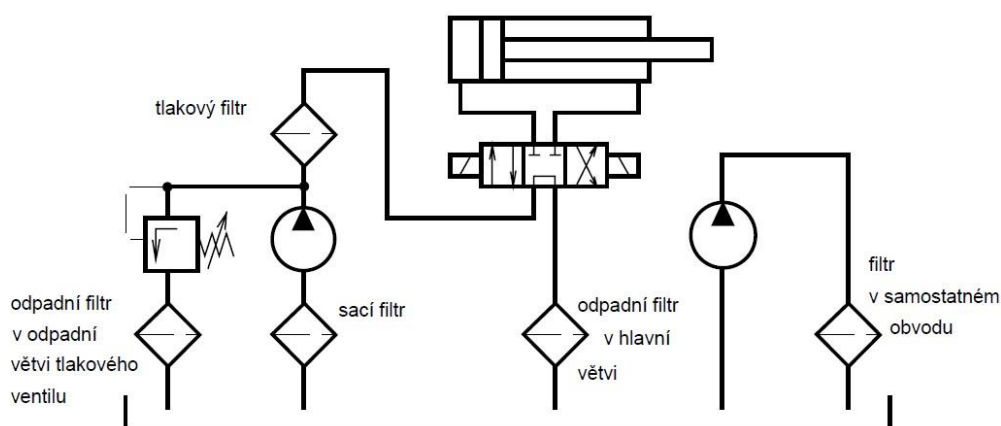 tlakový filtr
odpadní filtr
v odpadní
větvi tlakového
ventilu
sací filtr
odpadní filtr
v hlavní
větvi
filtr
v samostatném
obvodu